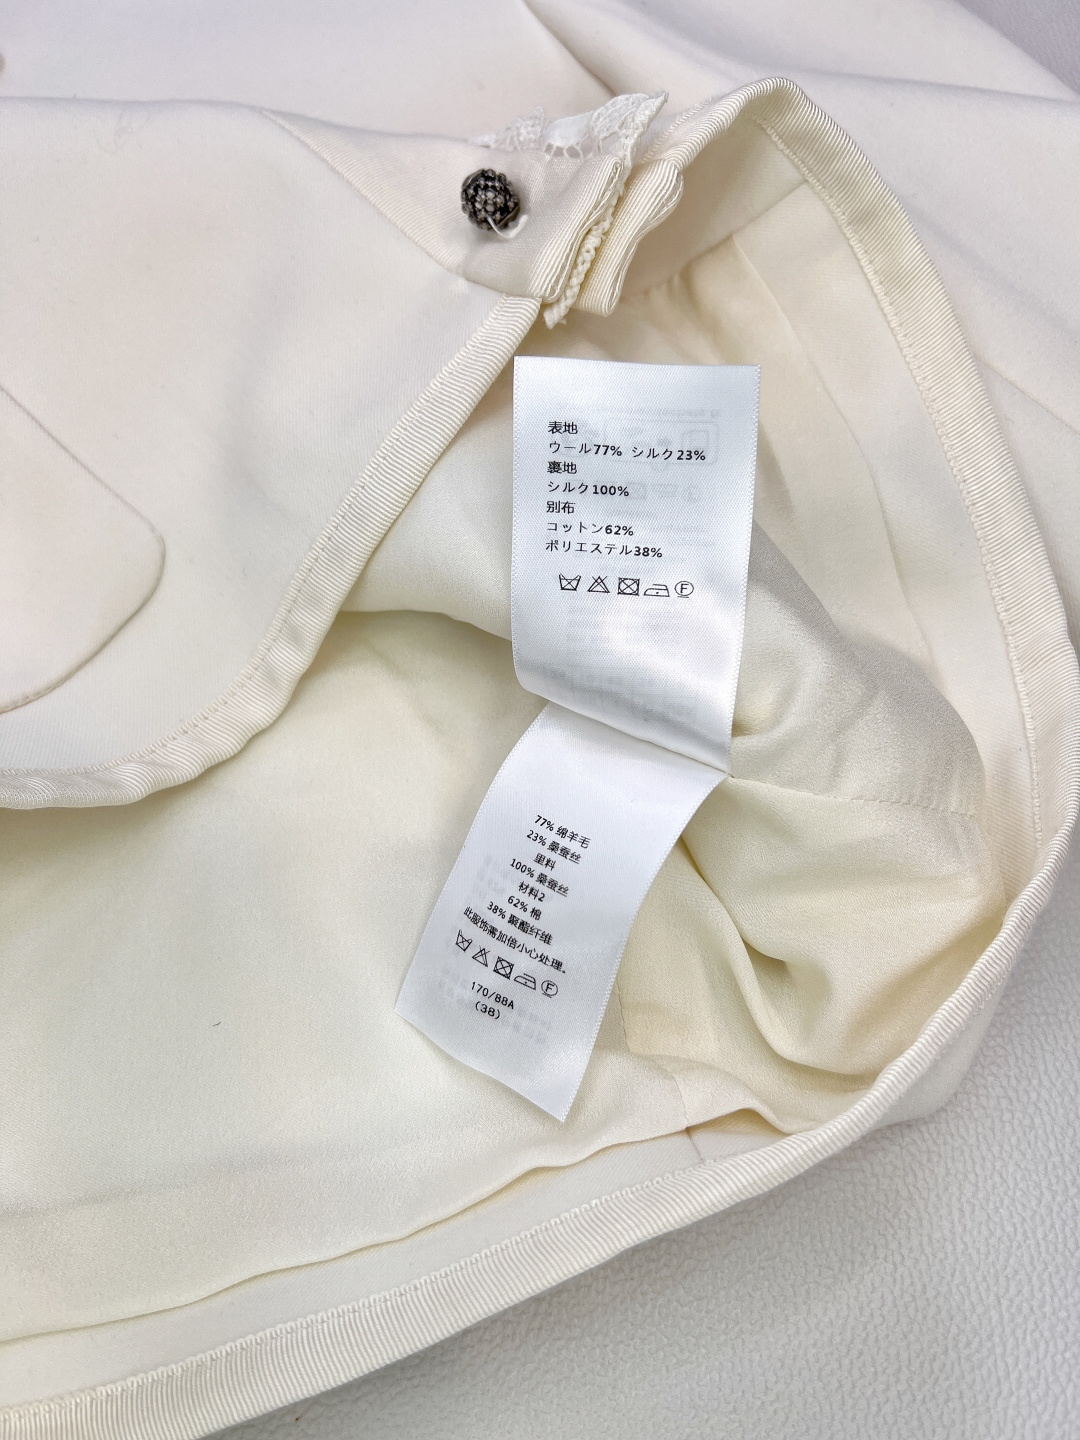 表地
ウール77% シルク23%
裏地
シルク100%
別布
コットン62%
ポリエステル38%
F
77% 绵羊毛
23% 桑蚕丝
里料
100% 桑蚕丝
材料2
62% 棉
38% 聚酯纤维
此服饰需加倍小心处理。
F
170/88A
(38)